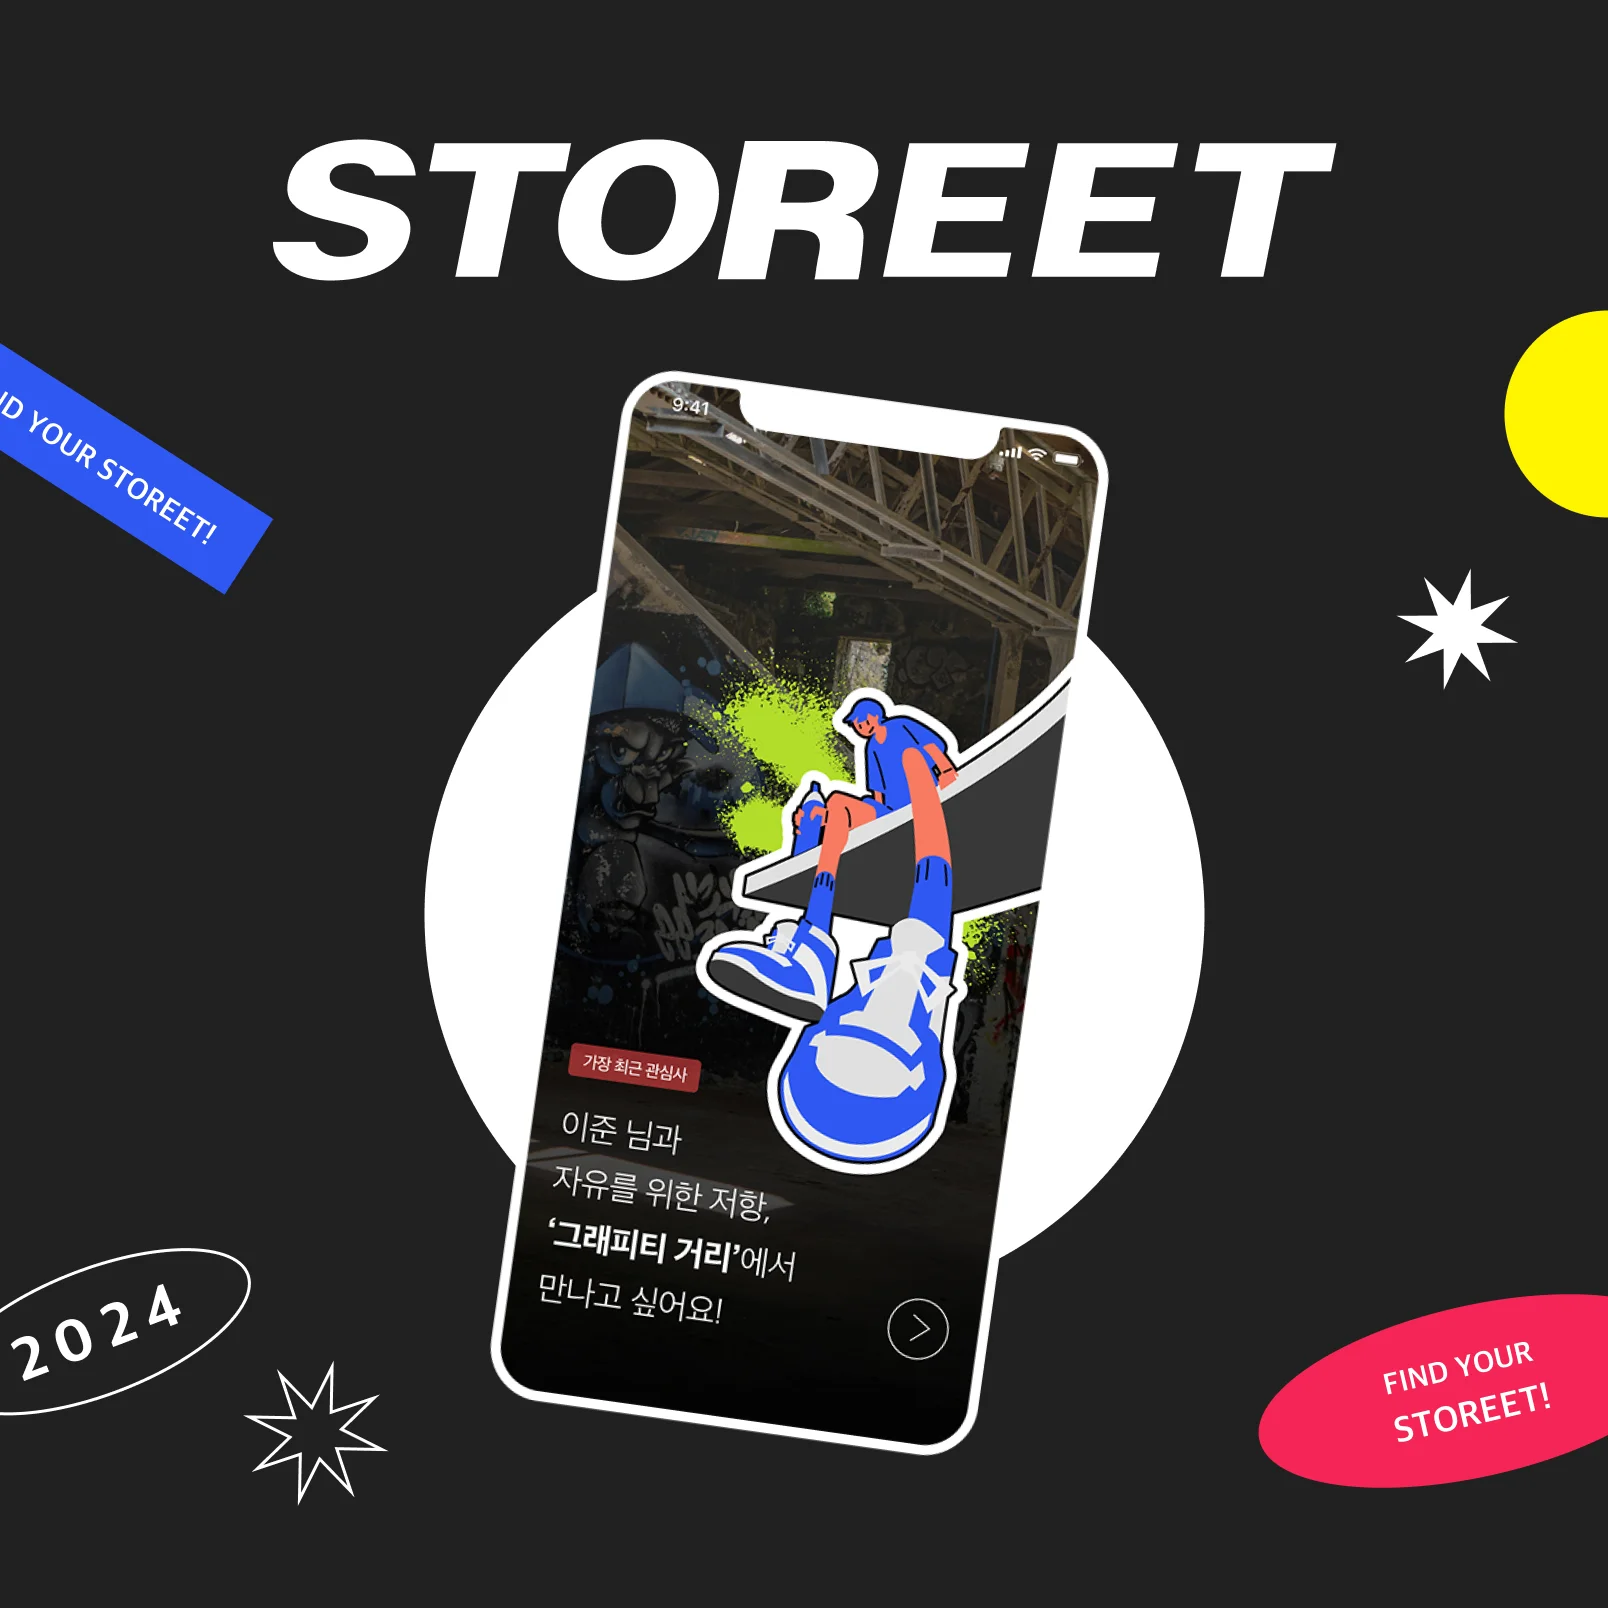 STOREET
ND YOUR STOREET!
9:41
가장 최근 관심사
이준 님과
자유를 위한 저항,
‘그래피티 거리’에서
만나고 싶어요!
2024
FIND YOUR
STOREET!